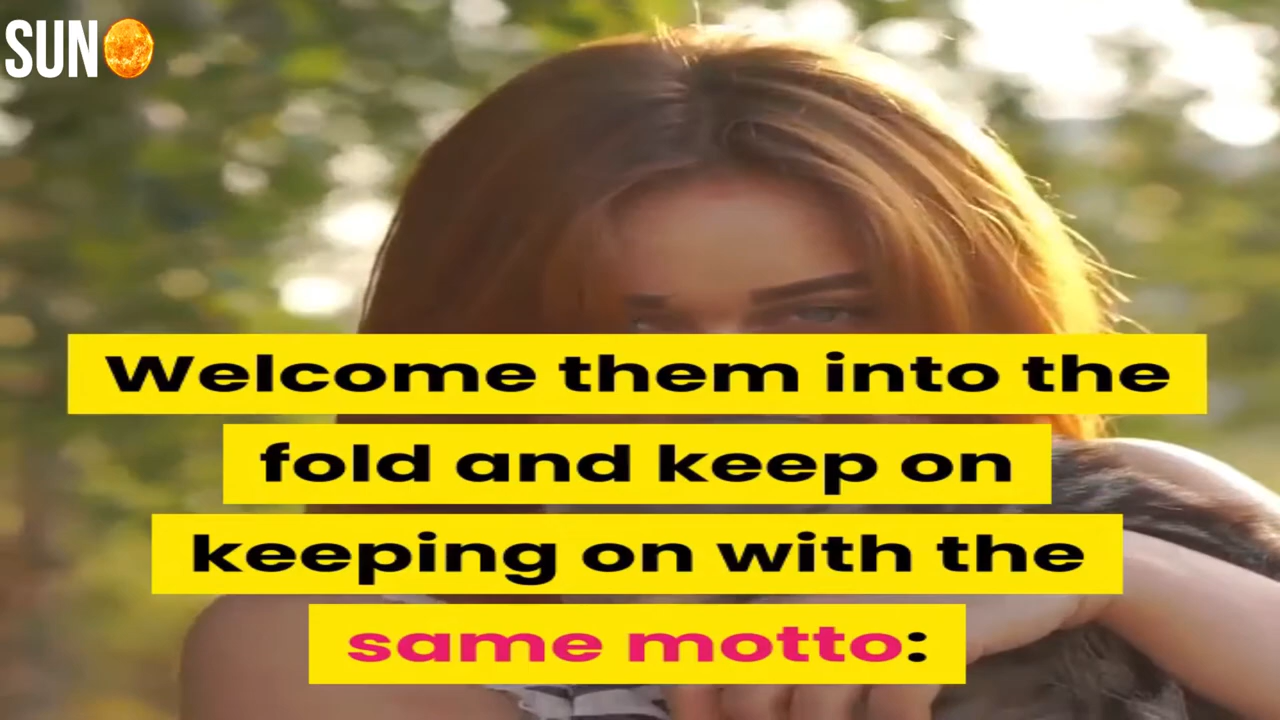 SUN
Welcome them into the
fold and keep on
keeping on with the
same motto: